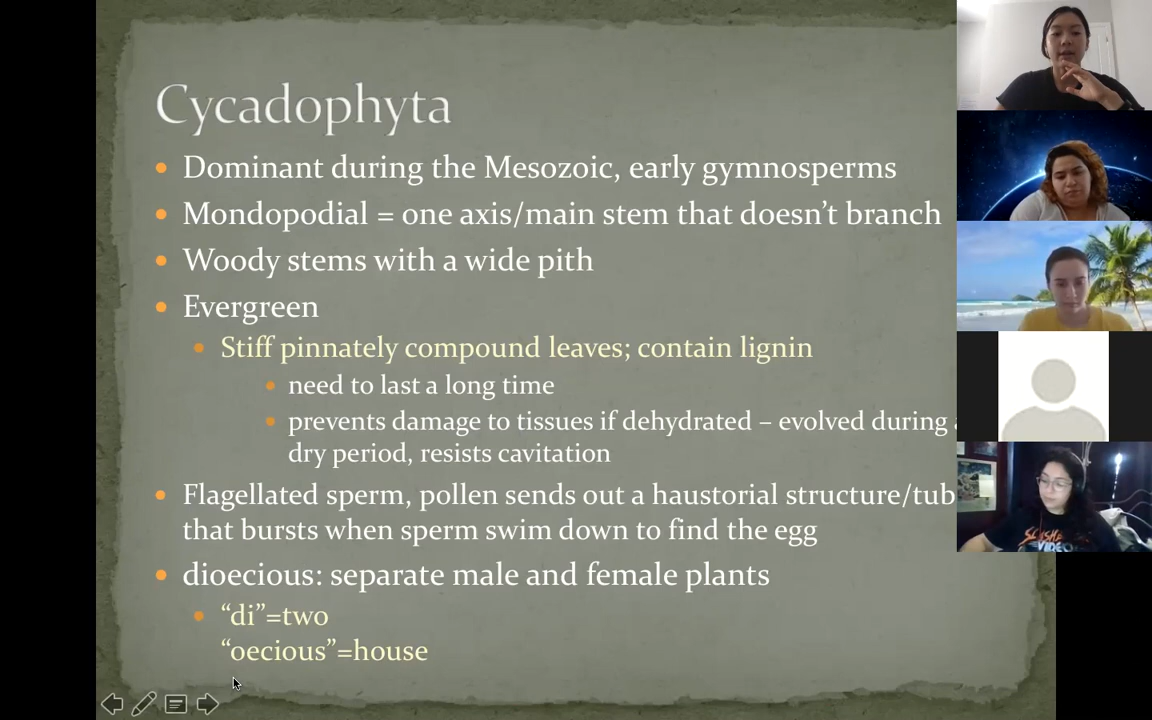 Cycadophyta
• Dominant during the Mesozoic, early gymnosperms
• Mondopodial = one axis/main stem that doesn't branch
• Woody stems with a wide pith
• Evergreen
• Stiff pinnately compound leaves; contain lignin
• need to last a long time
• prevents damage to tissues if dehydrated – evolved during
dry period, resists cavitation
• Flagellated sperm, pollen sends out a haustorial structure/tub
that bursts when sperm swim down to find the egg
• dioecious: separate male and female plants
• “di”=two
“oecious”=house
VIDEO